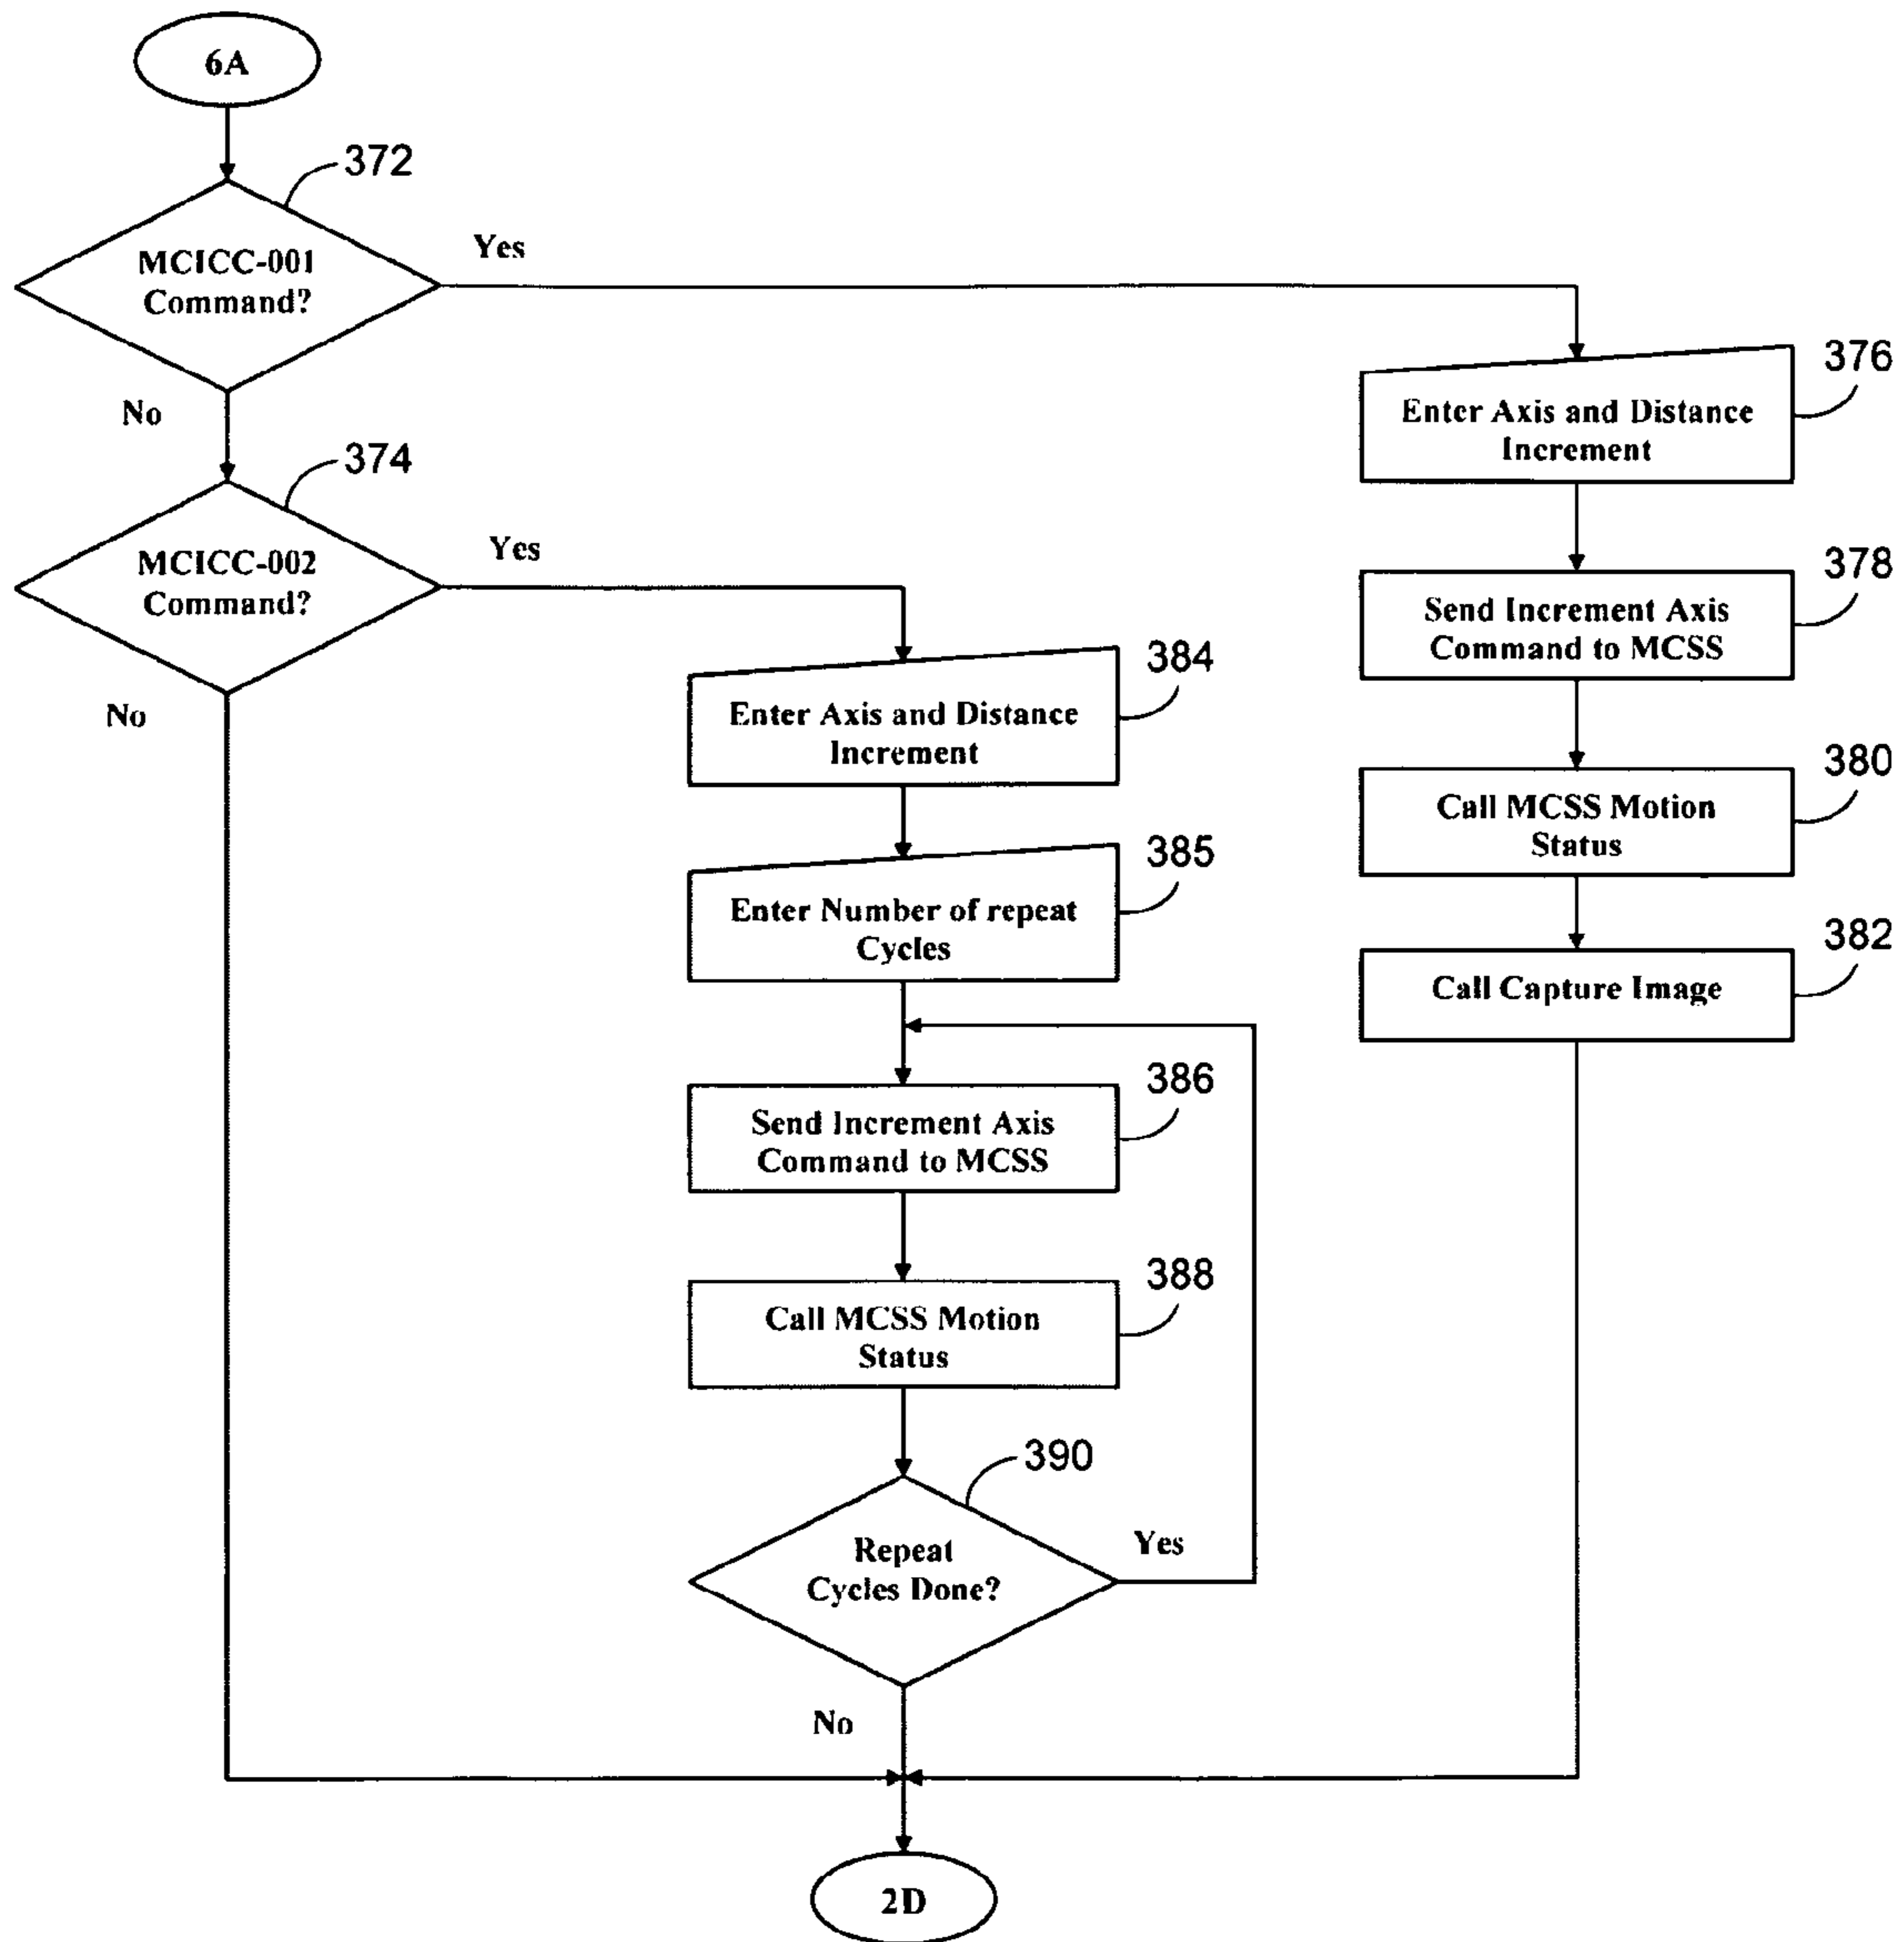 6A
372
MCICC-001
Command?
Yes
No
376
Enter Axis and Distance
Increment
374
MCICC-002
Command?
Yes
No
378
Send Increment Axis
Command to MCSS
384
Enter Axis and Distance
Increment
380
Call MCSS Motion
Status
385
Enter Number of repeat
Cycles
382
Call Capture Image
386
Send Increment Axis
Command to MCSS
388
Call MCSS Motion
Status
390
Repeat
Cycles Done?
Yes
No
2D